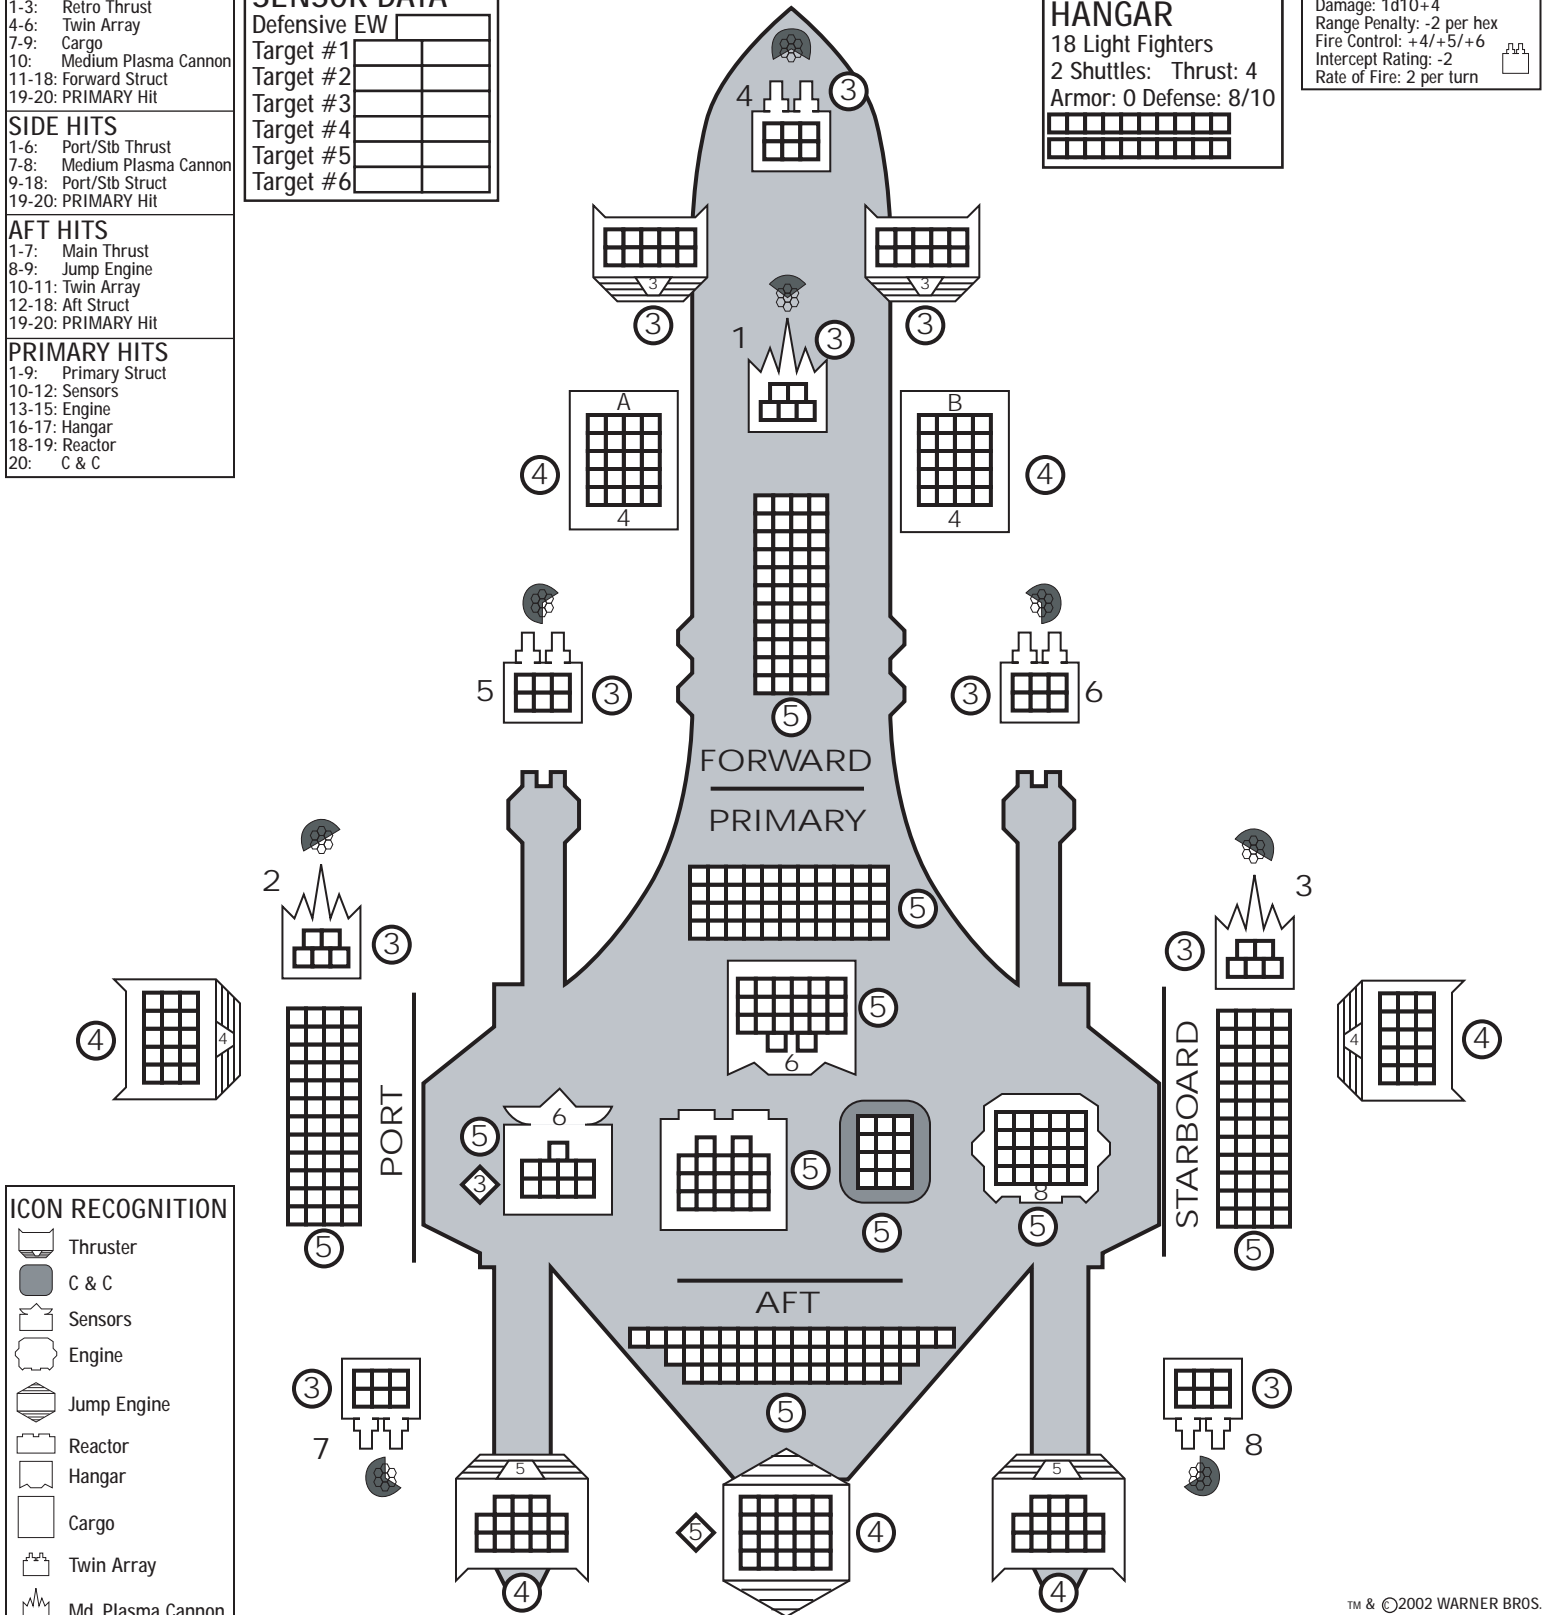 1-3: Retro Thrust
4-6: Twin Array
7-9: Cargo
10: Medium Plasma Cannon
11-18: Forward Struct
19-20: PRIMARY Hit
SIDE HITS
1-6: Port/Stb Thrust
7-8: Medium Plasma Cannon
9-18: Port/Stb Struct
19-20: PRIMARY Hit
AFT HITS
1-7: Main Thrust
8-9: Jump Engine
10-11: Twin Array
12-18: Aft Struct
19-20: PRIMARY Hit
PRIMARY HITS
1-9: Primary Struct
10-12: Sensors
13-15: Engine
16-17: Hangar
18-19: Reactor
20: C & C
SENSOR DATA
Defensive EW
Target #1
Target #2
Target #3
Target #4
Target #5
Target #6
HANGAR
18 Light Fighters
2 Shuttles: Thrust: 4
Armor: 0 Defense: 8/10
Damage: 1d10+4
Range Penalty: -2 per hex
Fire Control: +4/+5/+6
Intercept Rating: -2
Rate of Fire: 2 per turn
4 3
3 3
3 3
1 3
A B
4 4
4 4
5 3
3 6
5
FORWARD
PRIMARY
2 3
3 3
5
5
6
4 4
4 4
PORT
STARBOARD
5 6
3
5
5
8
5
5
5
AFT
5
3 7
3 8
5 5
5 4
4 4
ICON RECOGNITION
Thruster
C & C
Sensors
Engine
Jump Engine
Reactor
Hangar
Cargo
Twin Array
Md. Plasma Cannon
TM & ©2002 WARNER BROS.